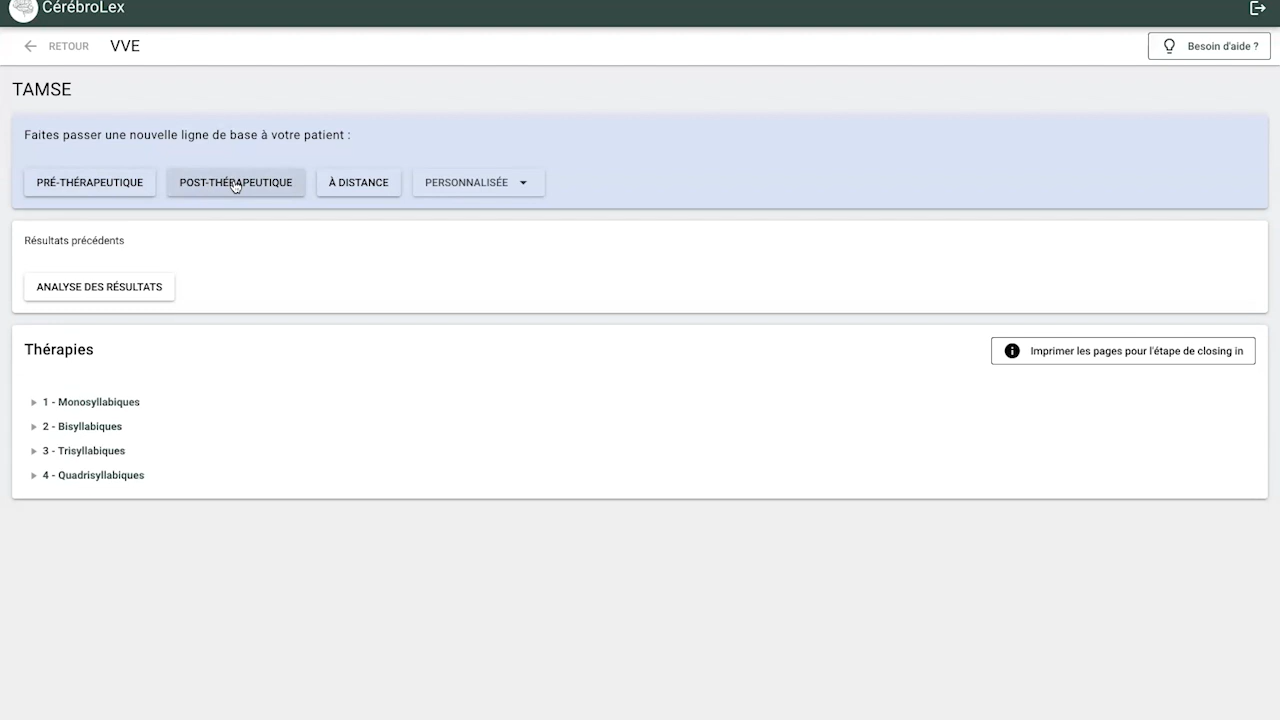 CérébroLex
RETOUR VVE Besoin d'aide ?
TAMSE
Faites passer une nouvelle ligne de base à votre patient :
PRÉ-THÉRAPEUTIQUE POST-THÉRAPEUTIQUE À DISTANCE PERSONNALISÉE
Résultats précédents
ANALYSE DES RÉSULTATS
Thérapies Imprimer les pages pour l'étape de closing in
1 - Monosyllabiques
2 - Bisyllabiques
3 - Trisyllabiques
4 - Quadrisyllabiques